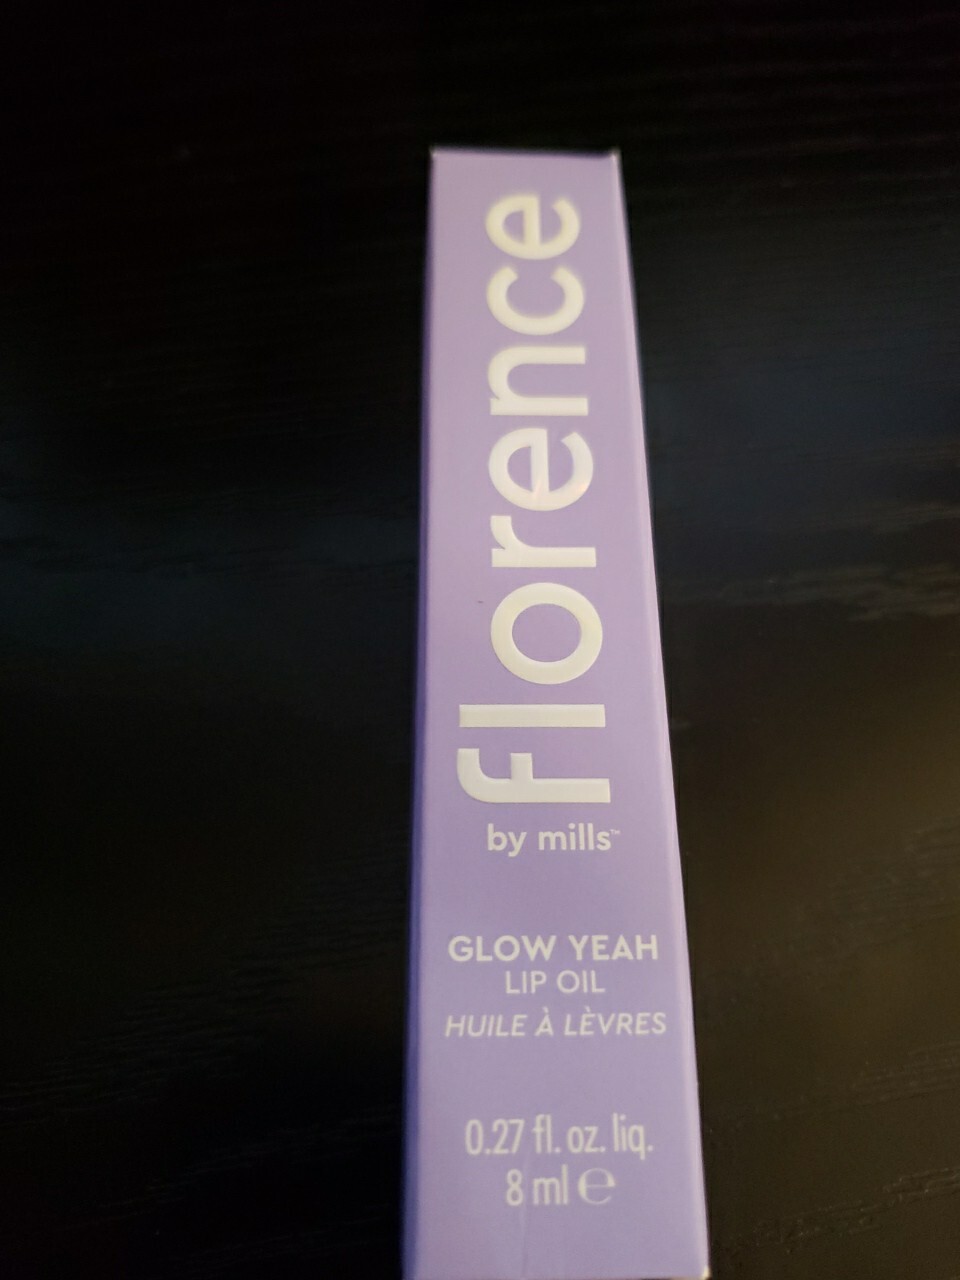 florence
by mills™
GLOW YEAH
LIP OIL
HUILE À LÈVRES
0.27 fl. oz. liq.
8 ml ℮